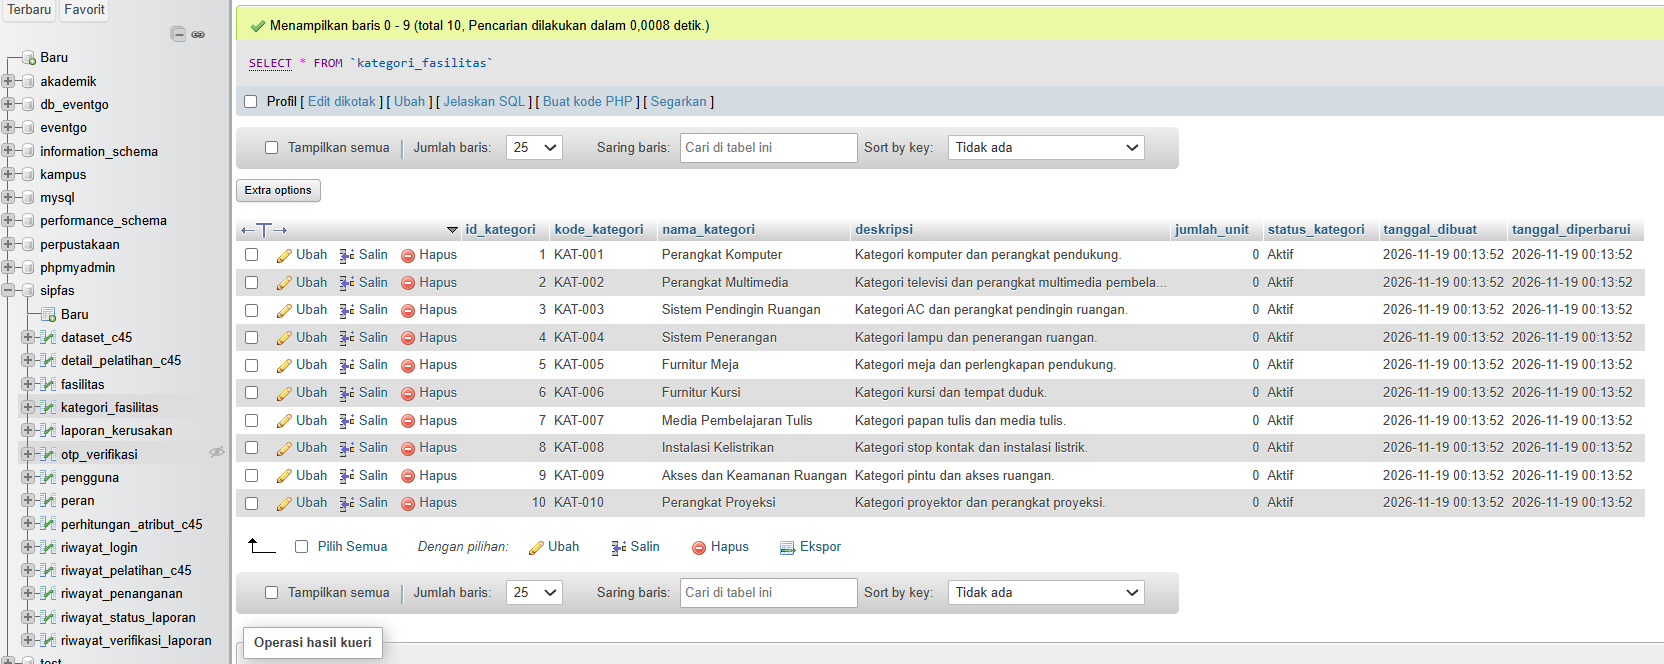 Terbaru Favorit
Baru
akademik
db_eventgo
eventgo
information_schema
kampus
mysql
performance_schema
perpustakaan
phpmyadmin
sipfas
Baru
dataset_c45
detail_pelatihan_c45
fasilitas
kategori_fasilitas
laporan_kerusakan
otp_verifikasi
pengguna
peran
perhitungan_atribut_c45
riwayat_login
riwayat_pelatihan_c45
riwayat_penanganan
riwayat_status_laporan
riwayat_verifikasi_laporan
test
Menampilkan baris 0 - 9 (total 10, Pencarian dilakukan dalam 0,0008 detik.)
SELECT * FROM `kategori_fasilitas`
Profil [ Edit dikotak ] [ Ubah ] [ Jelaskan SQL ] [ Buat kode PHP ] [ Segarkan ]
Tampilkan semua Jumlah baris: 25 Saring baris: Cari di tabel ini Sort by key: Tidak ada
Extra options
id_kategori kode_kategori nama_kategori deskripsi jumlah_unit status_kategori tanggal_dibuat tanggal_diperbarui
Ubah Salin Hapus 1 KAT-001 Perangkat Komputer Kategori komputer dan perangkat pendukung. 0 Aktif 2026-11-19 00:13:52 2026-11-19 00:13:52
Ubah Salin Hapus 2 KAT-002 Perangkat Multimedia Kategori televisi dan perangkat multimedia pembela... 0 Aktif 2026-11-19 00:13:52 2026-11-19 00:13:52
Ubah Salin Hapus 3 KAT-003 Sistem Pendingin Ruangan Kategori AC dan perangkat pendingin ruangan. 0 Aktif 2026-11-19 00:13:52 2026-11-19 00:13:52
Ubah Salin Hapus 4 KAT-004 Sistem Penerangan Kategori lampu dan penerangan ruangan. 0 Aktif 2026-11-19 00:13:52 2026-11-19 00:13:52
Ubah Salin Hapus 5 KAT-005 Furnitur Meja Kategori meja dan perlengkapan pendukung. 0 Aktif 2026-11-19 00:13:52 2026-11-19 00:13:52
Ubah Salin Hapus 6 KAT-006 Furnitur Kursi Kategori kursi dan tempat duduk. 0 Aktif 2026-11-19 00:13:52 2026-11-19 00:13:52
Ubah Salin Hapus 7 KAT-007 Media Pembelajaran Tulis Kategori papan tulis dan media tulis. 0 Aktif 2026-11-19 00:13:52 2026-11-19 00:13:52
Ubah Salin Hapus 8 KAT-008 Instalasi Kelistrikan Kategori stop kontak dan instalasi listrik. 0 Aktif 2026-11-19 00:13:52 2026-11-19 00:13:52
Ubah Salin Hapus 9 KAT-009 Akses dan Keamanan Ruangan Kategori pintu dan akses ruangan. 0 Aktif 2026-11-19 00:13:52 2026-11-19 00:13:52
Ubah Salin Hapus 10 KAT-010 Perangkat Proyeksi Kategori proyektor dan perangkat proyeksi. 0 Aktif 2026-11-19 00:13:52 2026-11-19 00:13:52
Pilih Semua Dengan pilihan: Ubah Salin Hapus Ekspor
Tampilkan semua Jumlah baris: 25 Saring baris: Cari di tabel ini Sort by key: Tidak ada
Operasi hasil kueri